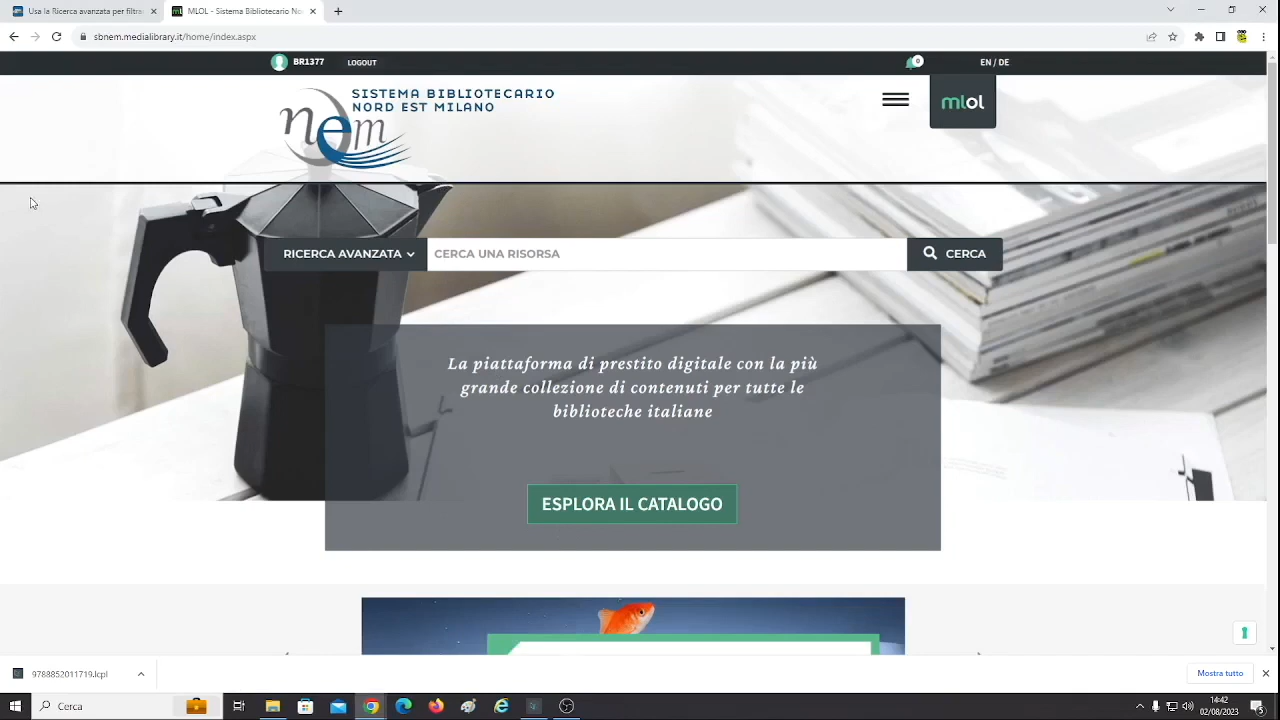 Usa la Ricerca avanzata per filtra
MLOL - Sistema Bibliotecario No
sbnem.medialibrary.it/home/index.aspx
BR1377
LOGOUT
0
EN / DE
SISTEMA BIBLIOTECARIO
NORD EST MILANO
nem
mlol
RICERCA AVANZATA
CERCA UNA RISORSA
CERCA
La piattaforma di prestito digitale con la più
grande collezione di contenuti per tutte le
biblioteche italiane
ESPLORA IL CATALOGO
9788852011719.lcpl
Mostra tutto
Cerca
14:42
02/08/2023